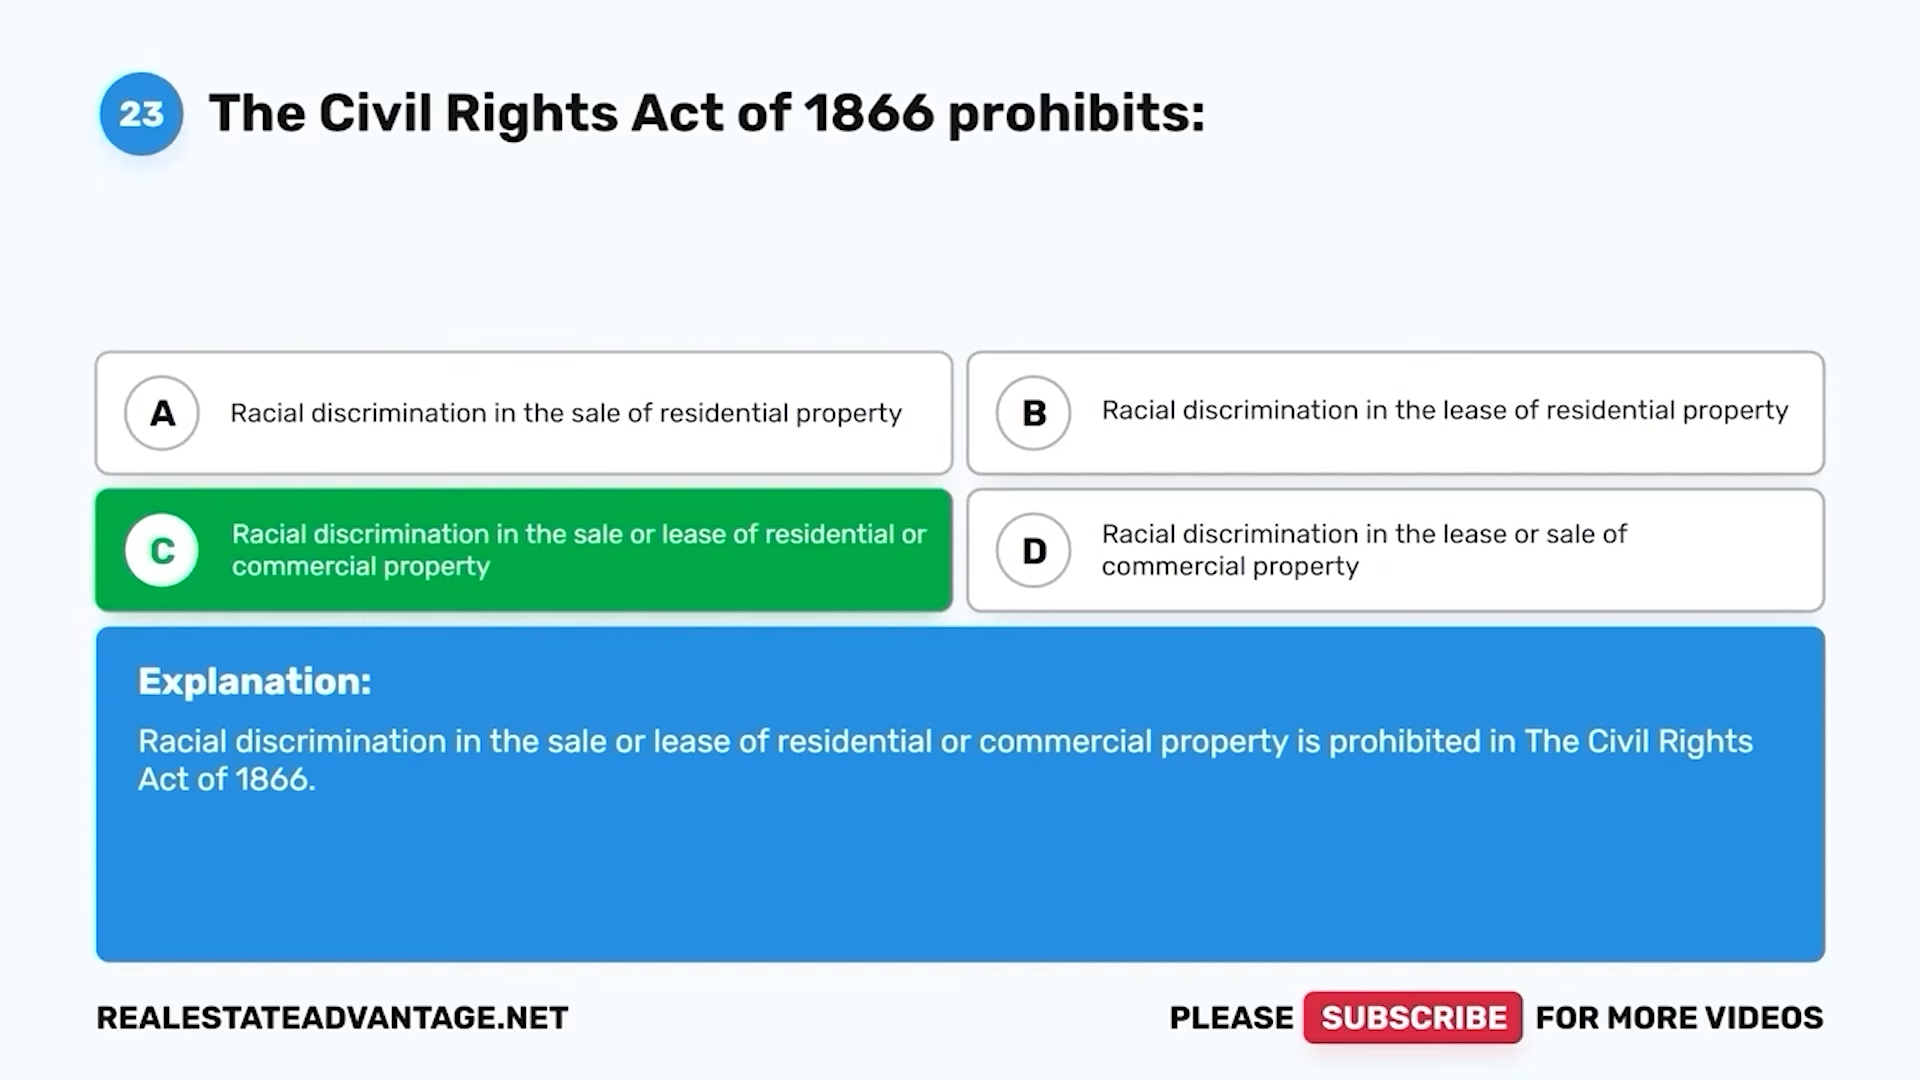 23 The Civil Rights Act of 1866 prohibits:
A Racial discrimination in the sale of residential property
B Racial discrimination in the lease of residential property
C Racial discrimination in the sale or lease of residential or
commercial property
D Racial discrimination in the lease or sale of
commercial property
Explanation:
Racial discrimination in the sale or lease of residential or commercial property is prohibited in The Civil Rights
Act of 1866.
REALESTATEADVANTAGE.NET
PLEASE SUBSCRIBE FOR MORE VIDEOS